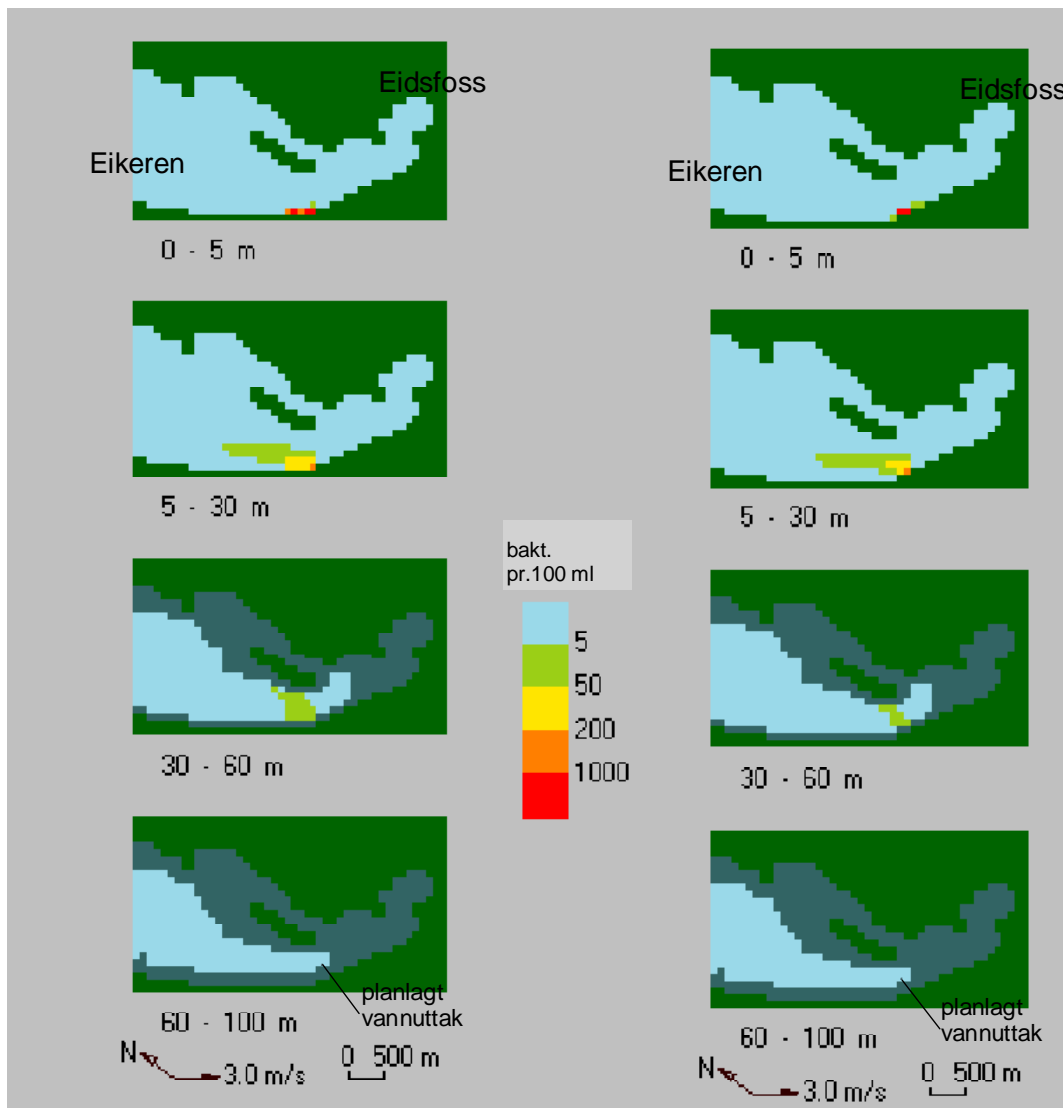 Eidsfoss
Eikeren
0 - 5 m
5 - 30 m
30 - 60 m
planlagt
vannuttak
60 - 100 m
N
3.0 m/s
0 500 m
bakt.
pr.100 ml
5
50
200
1000
Eidsfoss
Eikeren
0 - 5 m
5 - 30 m
30 - 60 m
planlagt
vannuttak
60 - 100 m
N
3.0 m/s
0 500 m